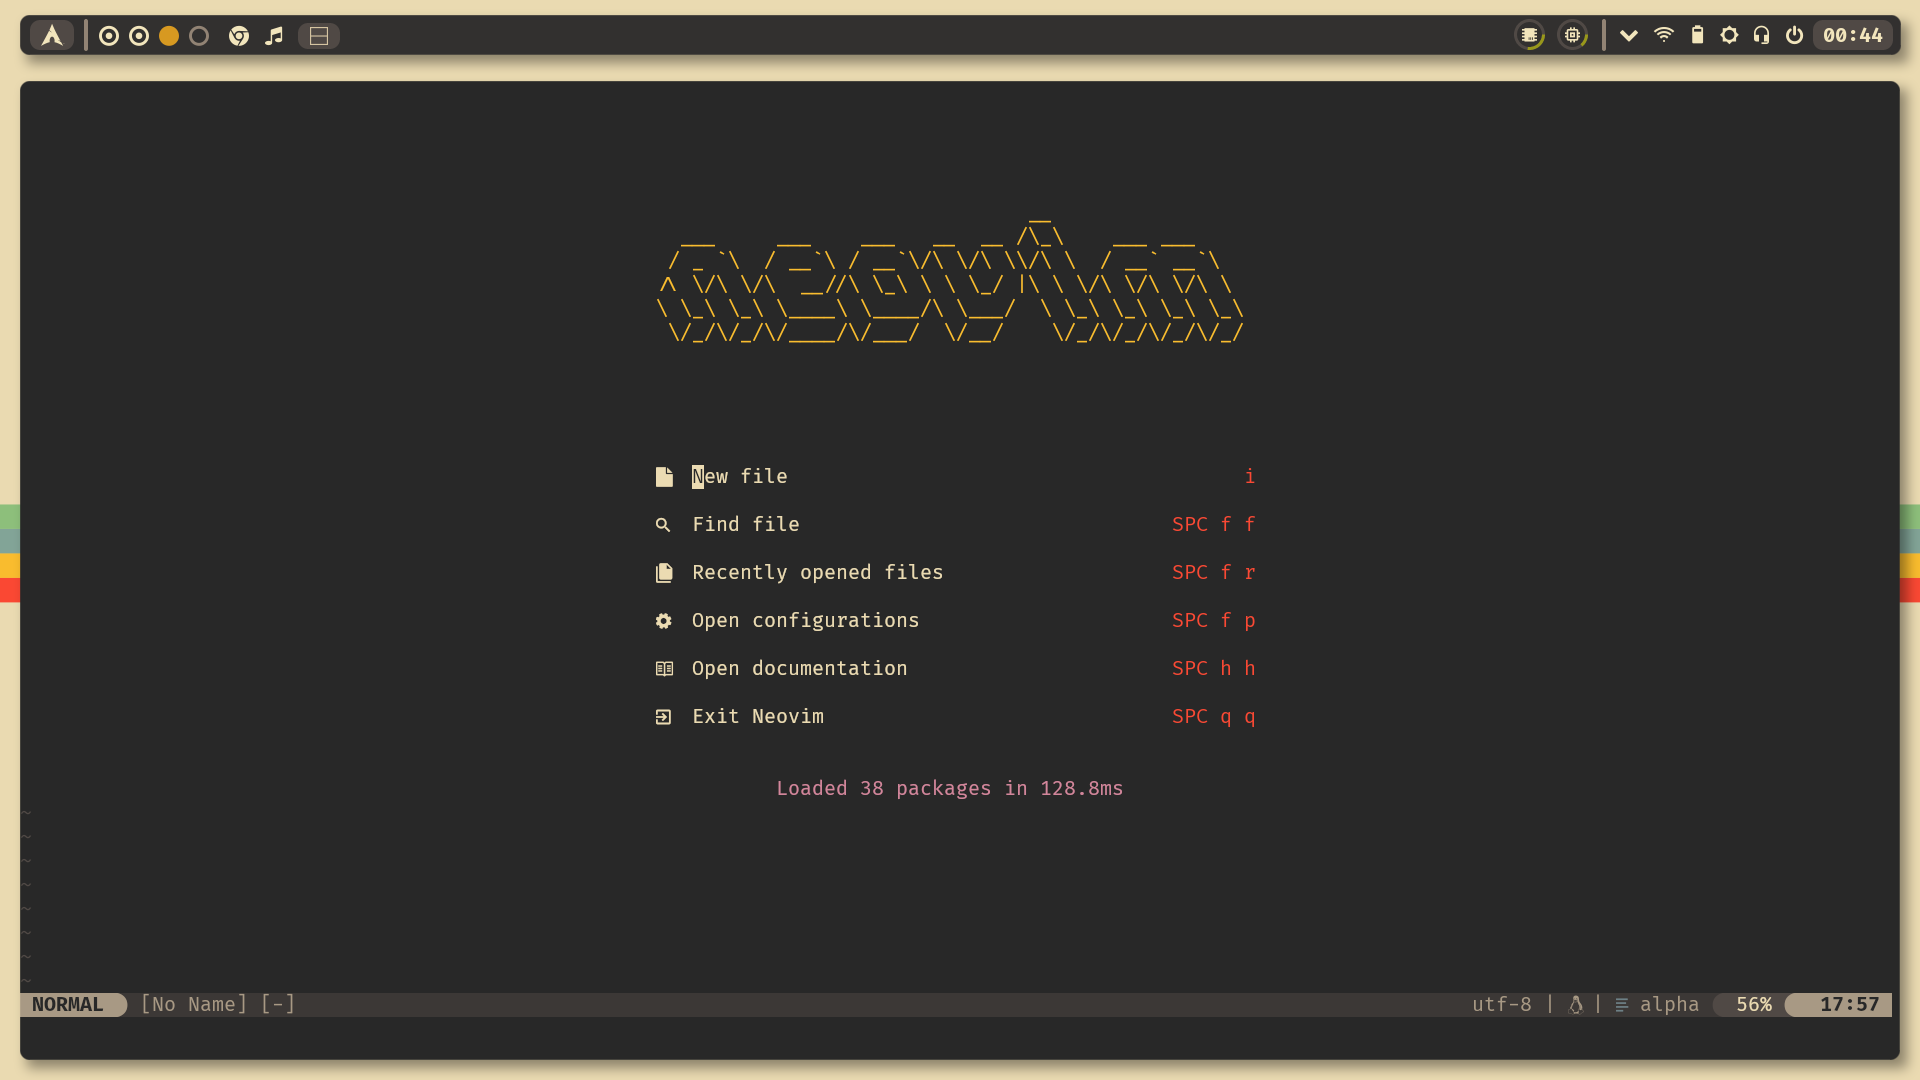 00:44
neovim
New file i
Find file SPC f f
Recently opened files SPC f r
Open configurations SPC f p
Open documentation SPC h h
Exit Neovim SPC q q
Loaded 38 packages in 128.8ms
~
~
~
~
~
~
~
~
NORMAL [No Name] [-] utf-8 | | alpha 56% 17:57